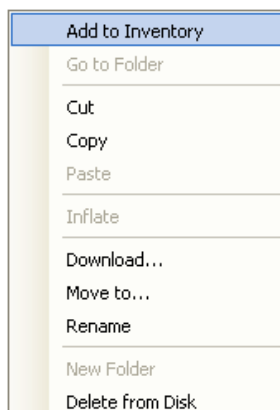 Add to Inventory
Go to Folder
Cut
Copy
Paste
Inflate
Download...
Move to...
Rename
New Folder
Delete from Disk